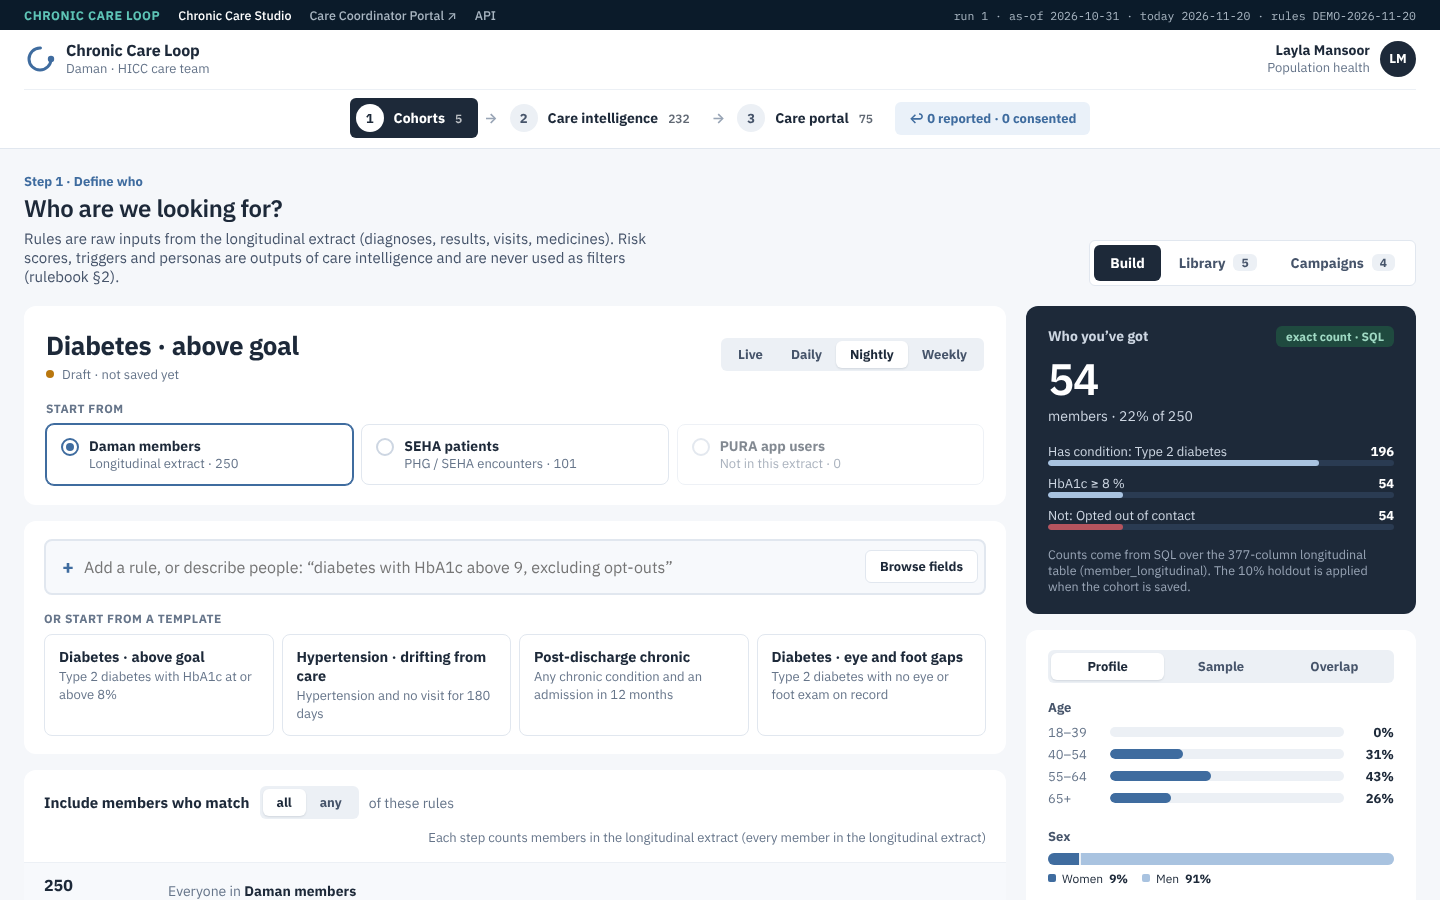 CHRONIC CARE LOOP Chronic Care Studio Care Coordinator Portal ↗ API run 1 · as-of 2026-10-31 · today 2026-11-20 · rules DEMO-2026-11-20
Chronic Care Loop
Daman · HICC care team
Layla Mansoor
Population health
LM
1 Cohorts 5 → 2 Care intelligence 232 → 3 Care portal 75 ↩ 0 reported · 0 consented
Step 1 · Define who
Who are we looking for?
Rules are raw inputs from the longitudinal extract (diagnoses, results, visits, medicines). Risk
scores, triggers and personas are outputs of care intelligence and are never used as filters
(rulebook §2).
Build Library 5 Campaigns 4
Diabetes · above goal
Draft · not saved yet
Live Daily Nightly Weekly
START FROM
Daman members
Longitudinal extract · 250
SEHA patients
PHG / SEHA encounters · 101
PURA app users
Not in this extract · 0
+ Add a rule, or describe people: “diabetes with HbA1c above 9, excluding opt-outs” Browse fields
OR START FROM A TEMPLATE
Diabetes · above goal
Type 2 diabetes with HbA1c at or
above 8%
Hypertension · drifting from
care
Hypertension and no visit for 180
days
Post-discharge chronic
Any chronic condition and an
admission in 12 months
Diabetes · eye and foot gaps
Type 2 diabetes with no eye or
foot exam on record
Include members who match all any of these rules
Each step counts members in the longitudinal extract (every member in the longitudinal extract)
250 Everyone in Daman members
Who you’ve got exact count · SQL
54
members · 22% of 250
Has condition: Type 2 diabetes 196
HbA1c ≥ 8 % 54
Not: Opted out of contact 54
Counts come from SQL over the 377-column longitudinal
table (member_longitudinal). The 10% holdout is applied
when the cohort is saved.
Profile Sample Overlap
Age
18–39 0%
40–54 31%
55–64 43%
65+ 26%
Sex
Women 9% Men 91%